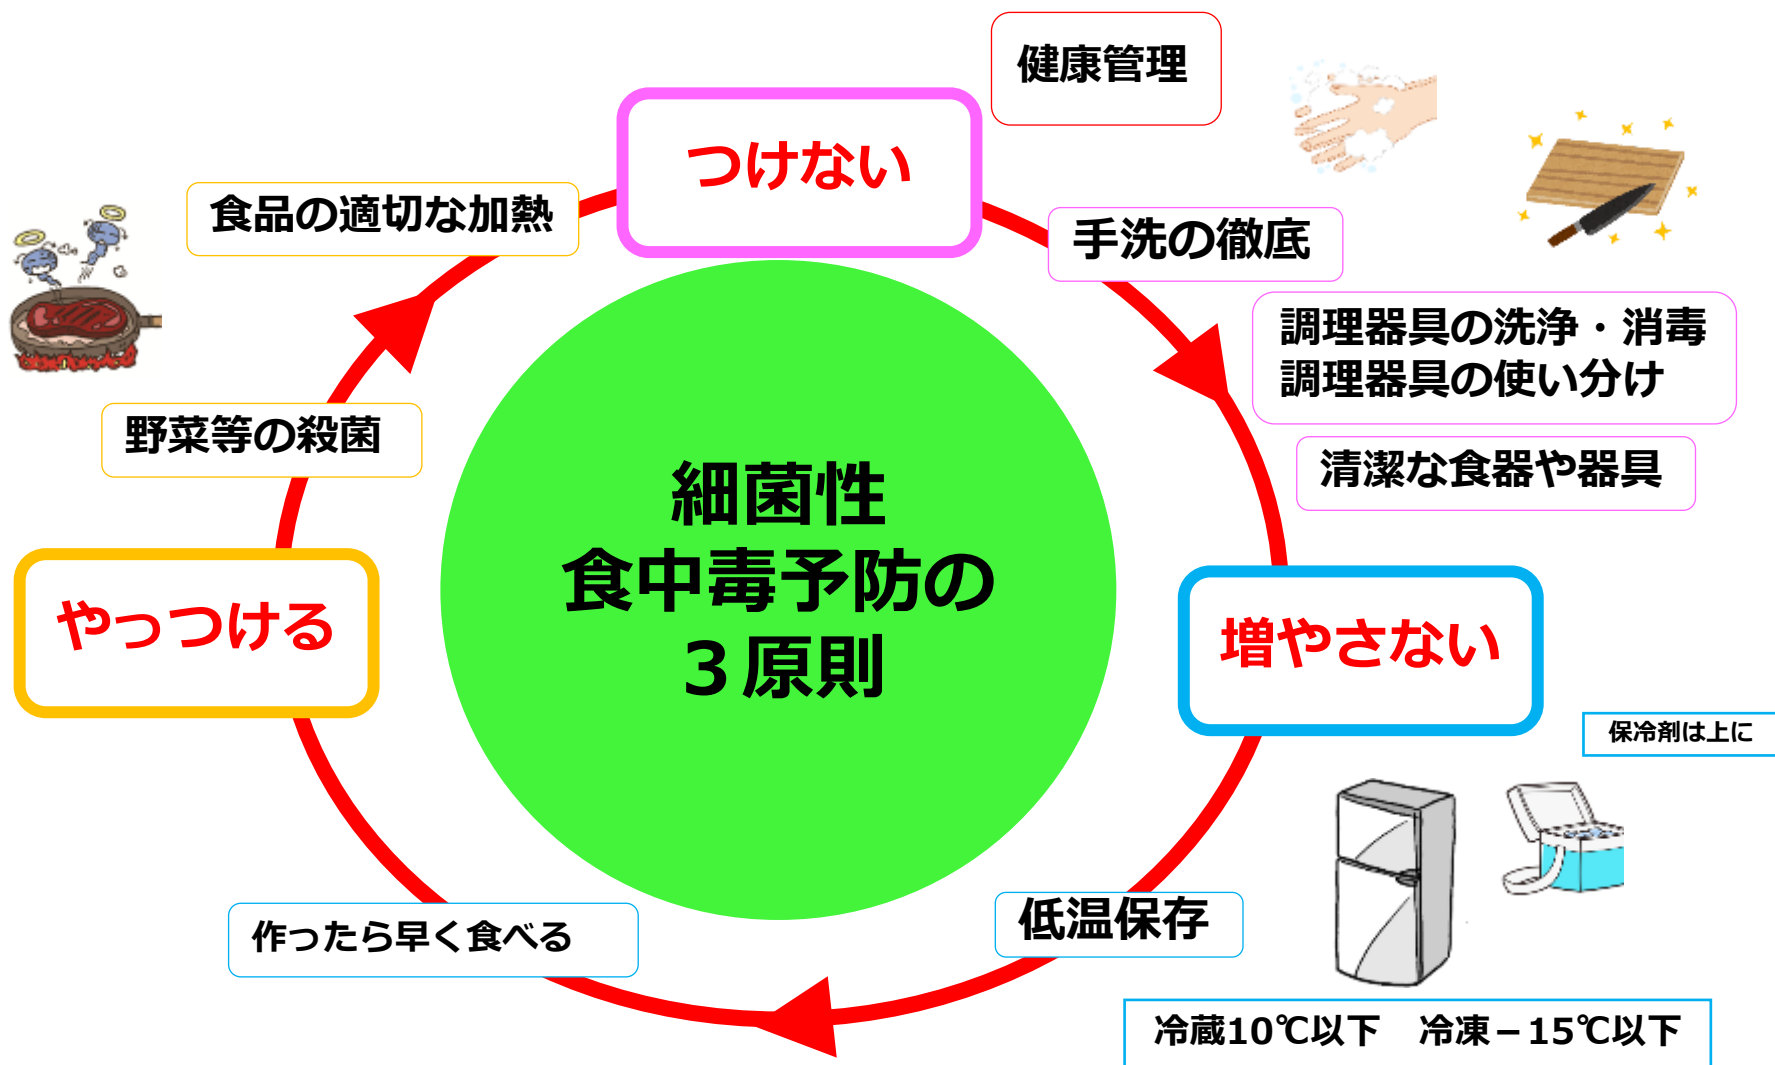 健康管理
つけない
食品の適切な加熱
手洗の徹底
調理器具の洗浄・消毒
調理器具の使い分け
野菜等の殺菌
清潔な食器や器具
細菌性
食中毒予防の
３原則
やっつける
増やさない
保冷剤は上に
作ったら早く食べる
低温保存
冷蔵10℃以下　冷凍－15℃以下